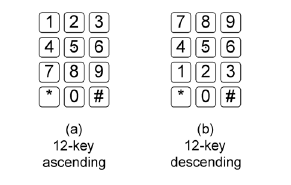 1 2 3 7 8 9
4 5 6 4 5 6
7 8 9 1 2 3
* 0 # * 0 #
(a) (b)
12-key 12-key
ascending descending